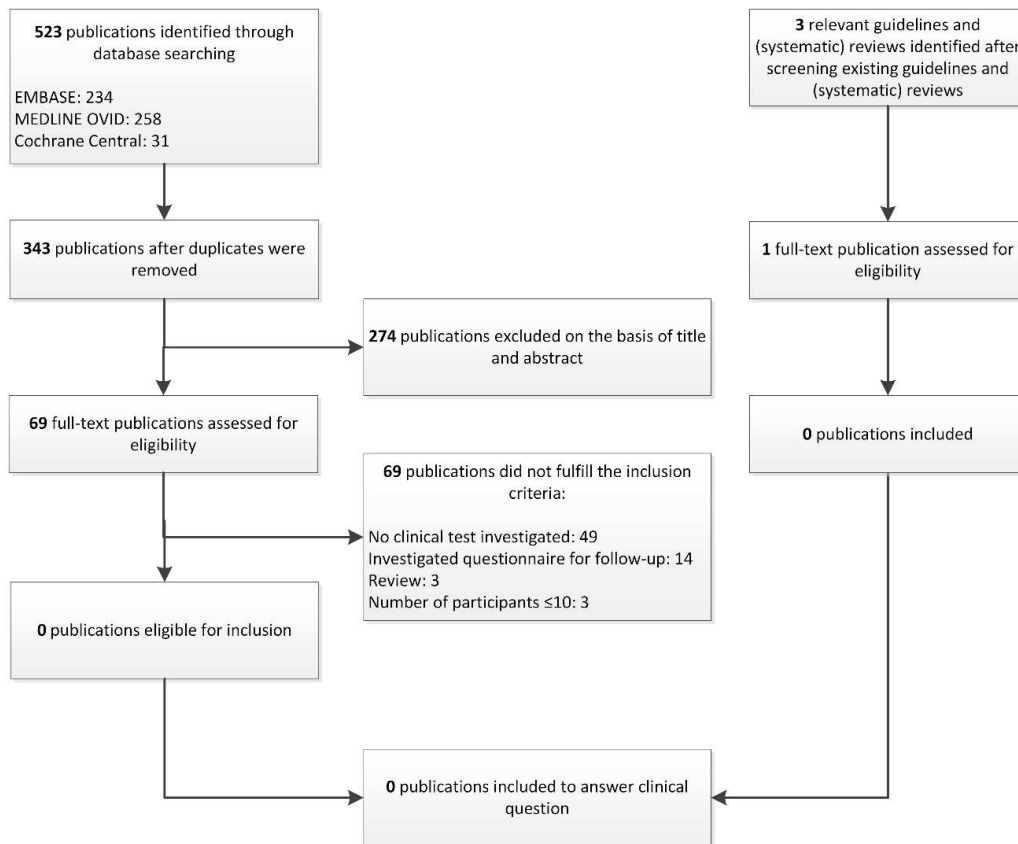 523 publications identified through
database searching
EMBASE: 234
MEDLINE OVID: 258
Cochrane Central: 31
3 relevant guidelines and
(systematic) reviews identified after
screening existing guidelines and
(systematic) reviews
343 publications after duplicates were
removed
1 full-text publication assessed for
eligibility
274 publications excluded on the basis of title
and abstract
69 full-text publications assessed for
eligibility
0 publications included
69 publications did not fulfill the inclusion
criteria:
No clinical test investigated: 49
Investigated questionnaire for follow-up: 14
Review: 3
Number of participants ≤10: 3
0 publications eligible for inclusion
0 publications included to answer clinical
question